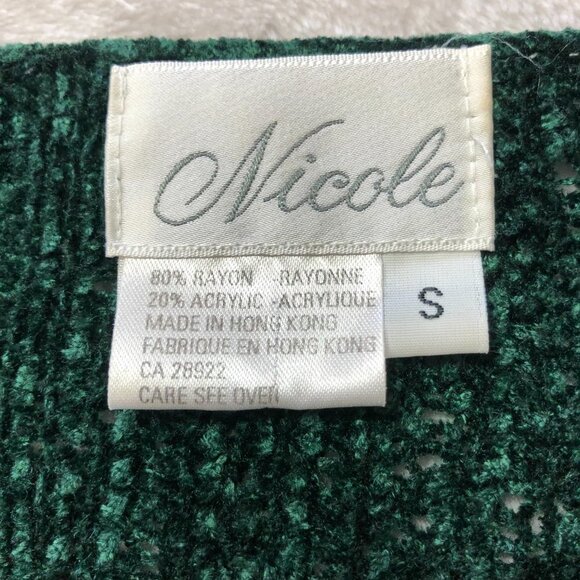 Nicole
80% RAYON -RAYONNE
20% ACRYLIC -ACRYLIQUE
MADE IN HONG KONG
FABRIQUE EN HONG KONG
CA 28922
CARE SEE OVER
S